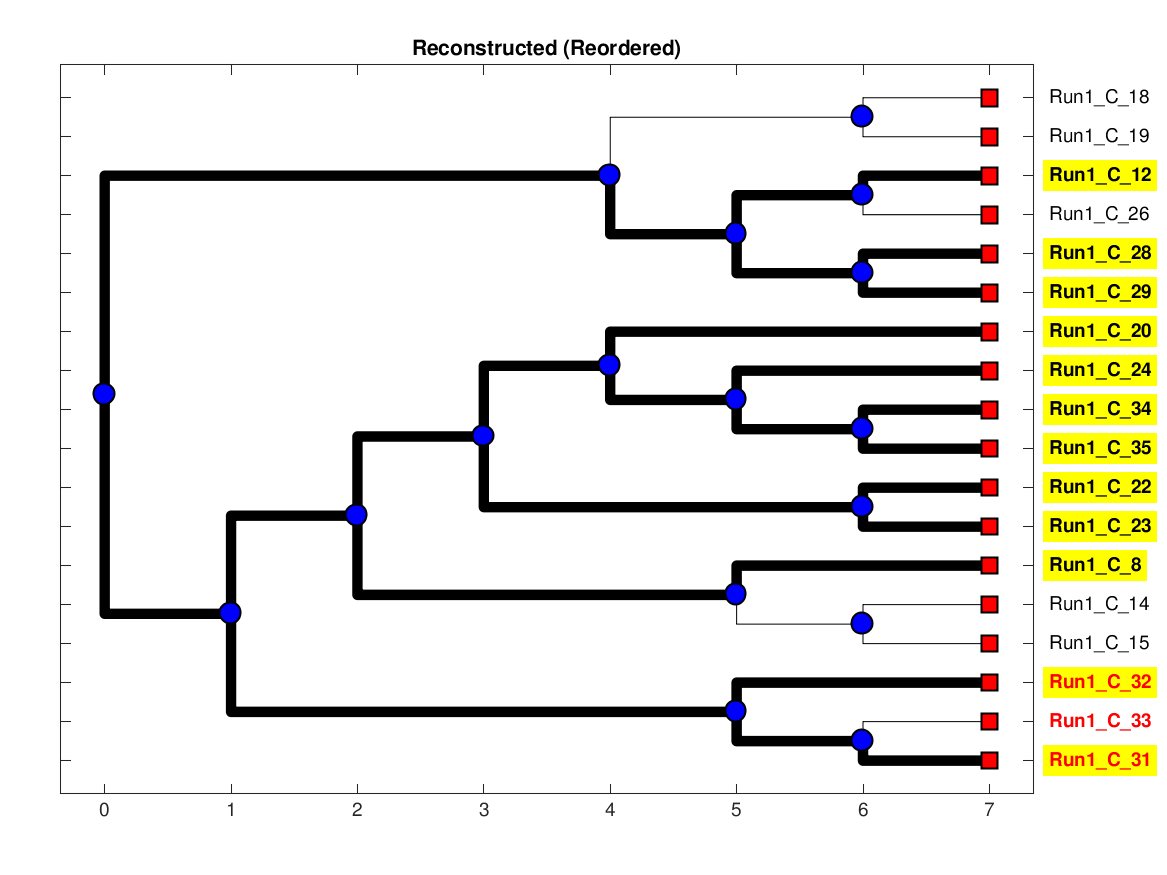 Reconstructed (Reordered)
Run1_C_18
Run1_C_19
Run1_C_12
Run1_C_26
Run1_C_28
Run1_C_29
Run1_C_20
Run1_C_24
Run1_C_34
Run1_C_35
Run1_C_22
Run1_C_23
Run1_C_8
Run1_C_14
Run1_C_15
Run1_C_32
Run1_C_33
Run1_C_31
0 1 2 3 4 5 6 7